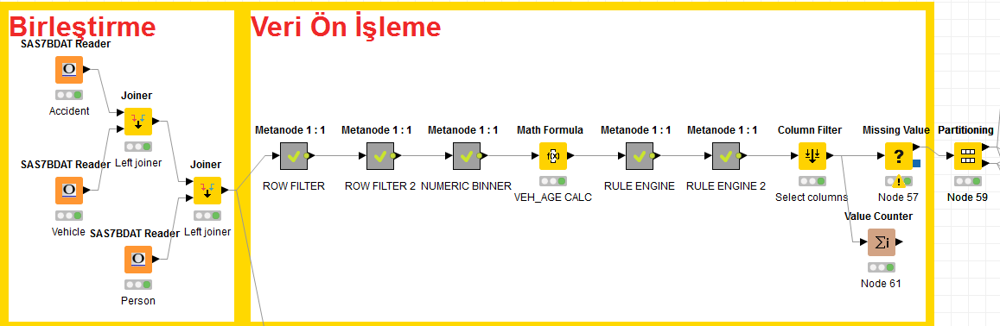 Birleştirme
SAS7BDAT Reader
Accident
Joiner
Left joiner
SAS7BDAT Reader
Vehicle
Joiner
Left joiner
SAS7BDAT Reader
Person
Veri Ön İşleme
Metanode 1 : 1
ROW FILTER
Metanode 1 : 1
ROW FILTER 2
Metanode 1 : 1
NUMERIC BINNER
Math Formula
f(x)
VEH_AGE CALC
Metanode 1 : 1
RULE ENGINE
Metanode 1 : 1
RULE ENGINE 2
Column Filter
Select columns
Missing Value
?
Node 57
Partitioning
Node 59
Value Counter
Σi
Node 61